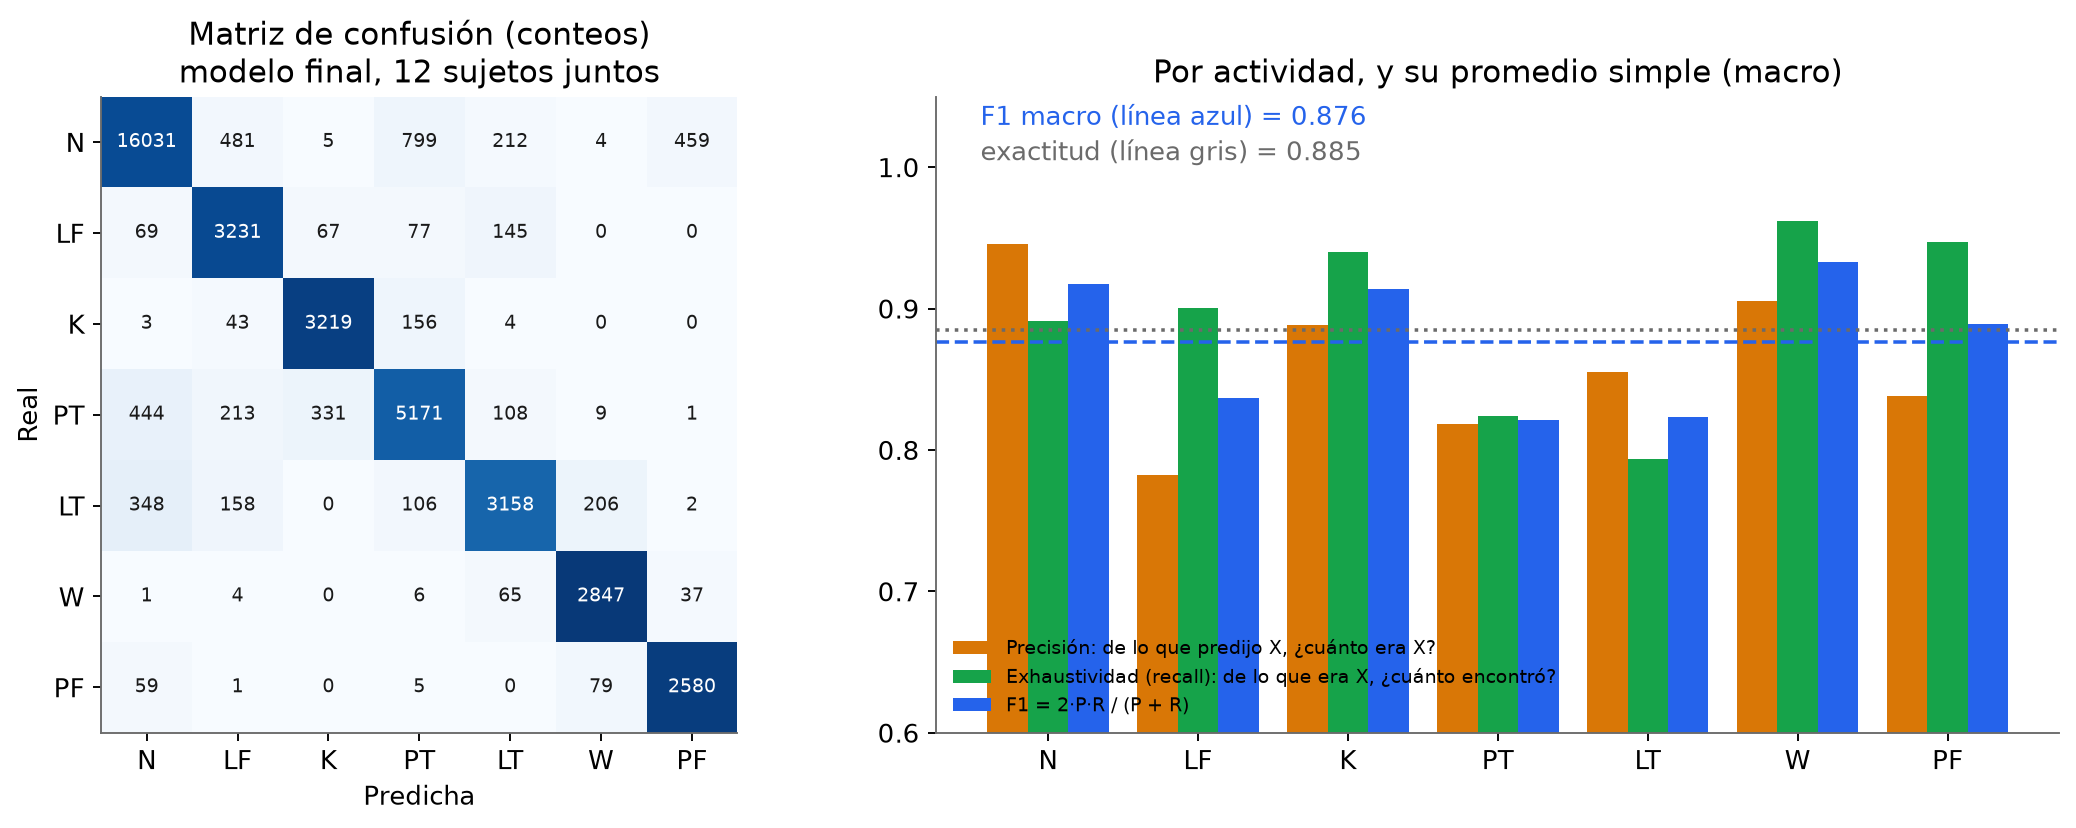 Matriz de confusión (conteos)
modelo final, 12 sujetos juntos
Real
N 16031 481 5 799 212 4 459
LF 69 3231 67 77 145 0 0
K 3 43 3219 156 4 0 0
PT 444 213 331 5171 108 9 1
LT 348 158 0 106 3158 206 2
W 1 4 0 6 65 2847 37
PF 59 1 5 0 79 2580
N LF K PT LT W PF
Predicha
Por actividad, y su promedio simple (macro)
F1 macro (línea azul) = 0.876
exactitud (línea gris) = 0.885
1.0
0.9
0.8
0.7
0.6
Precisión: de lo que predijo X, ¿cuánto era X?
Exhaustividad (recall): de lo que era X, ¿cuánto encontró?
F1 = 2·P·R / (P + R)
N LF K PT LT W PF